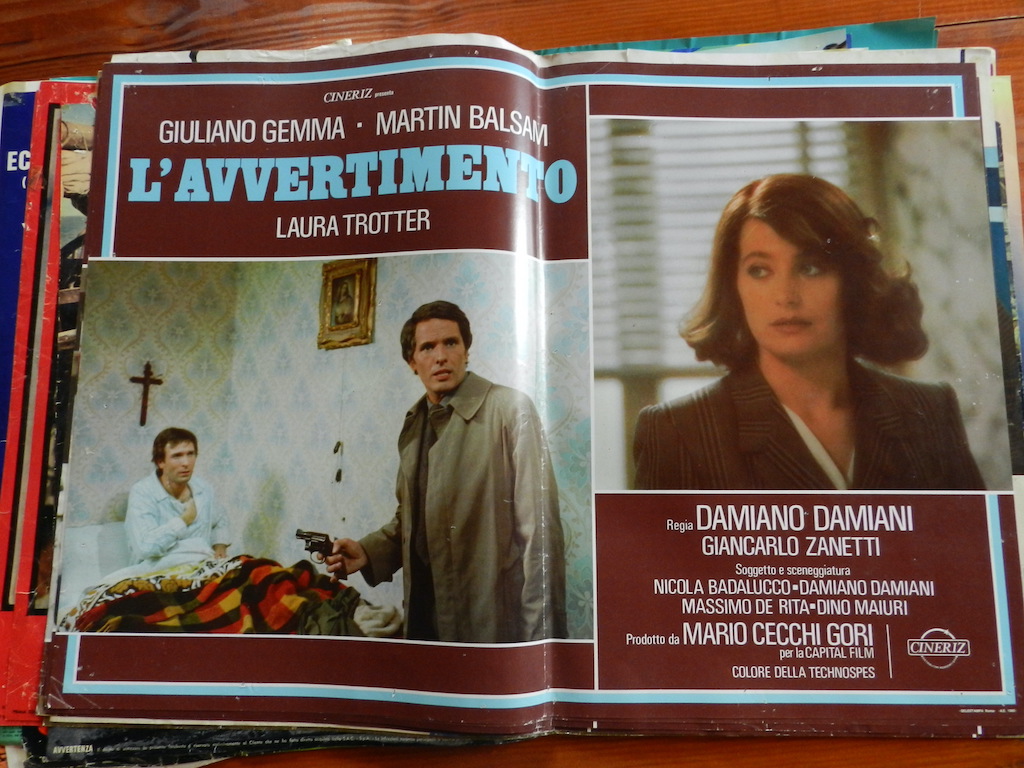 CINERIZ presenta
GIULIANO GEMMA · MARTIN BALSAM
L'AVVERTIMENTO
LAURA TROTTER
Regia DAMIANO DAMIANI
GIANCARLO ZANETTI
Soggetto e sceneggiatura
NICOLA BADALUCCO · DAMIANO DAMIANI
MASSIMO DE RITA · DINO MAIURI
Prodotto da MARIO CECCHI GORI
per la CAPITAL FILM
COLORE DELLA TECHNOSPES
CINERIZ
EC
AVVERTENZA